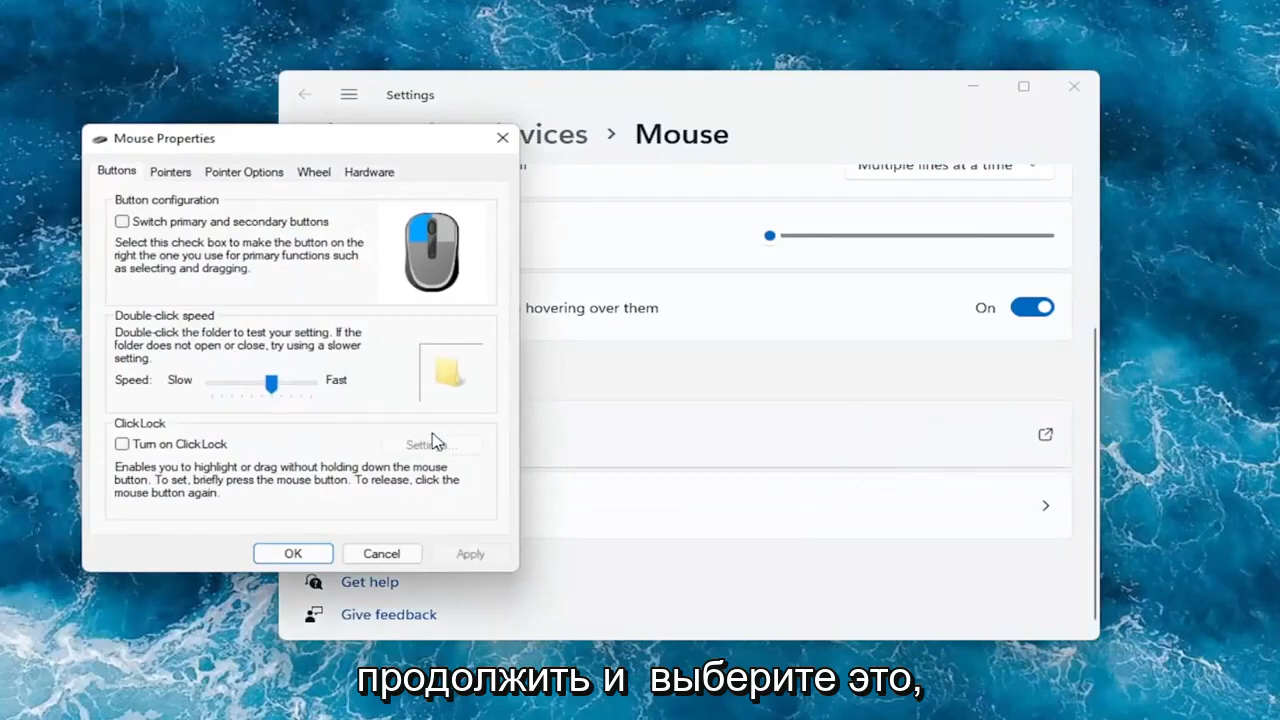 Settings
vices > Mouse
Multiple lines at a time
hovering over them
On
Get help
Give feedback
Mouse Properties
Buttons Pointers Pointer Options Wheel Hardware
Button configuration
Switch primary and secondary buttons
Select this check box to make the button on the
right the one you use for primary functions such
as selecting and dragging.
Double-click speed
Double-click the folder to test your setting. If the
folder does not open or close, try using a slower
setting.
Speed: Slow Fast
ClickLock
Turn on ClickLock
Enables you to highlight or drag without holding down the mouse
button. To set, briefly press the mouse button. To release, click the
mouse button again.
OK Cancel Apply
продолжить и выберите это,